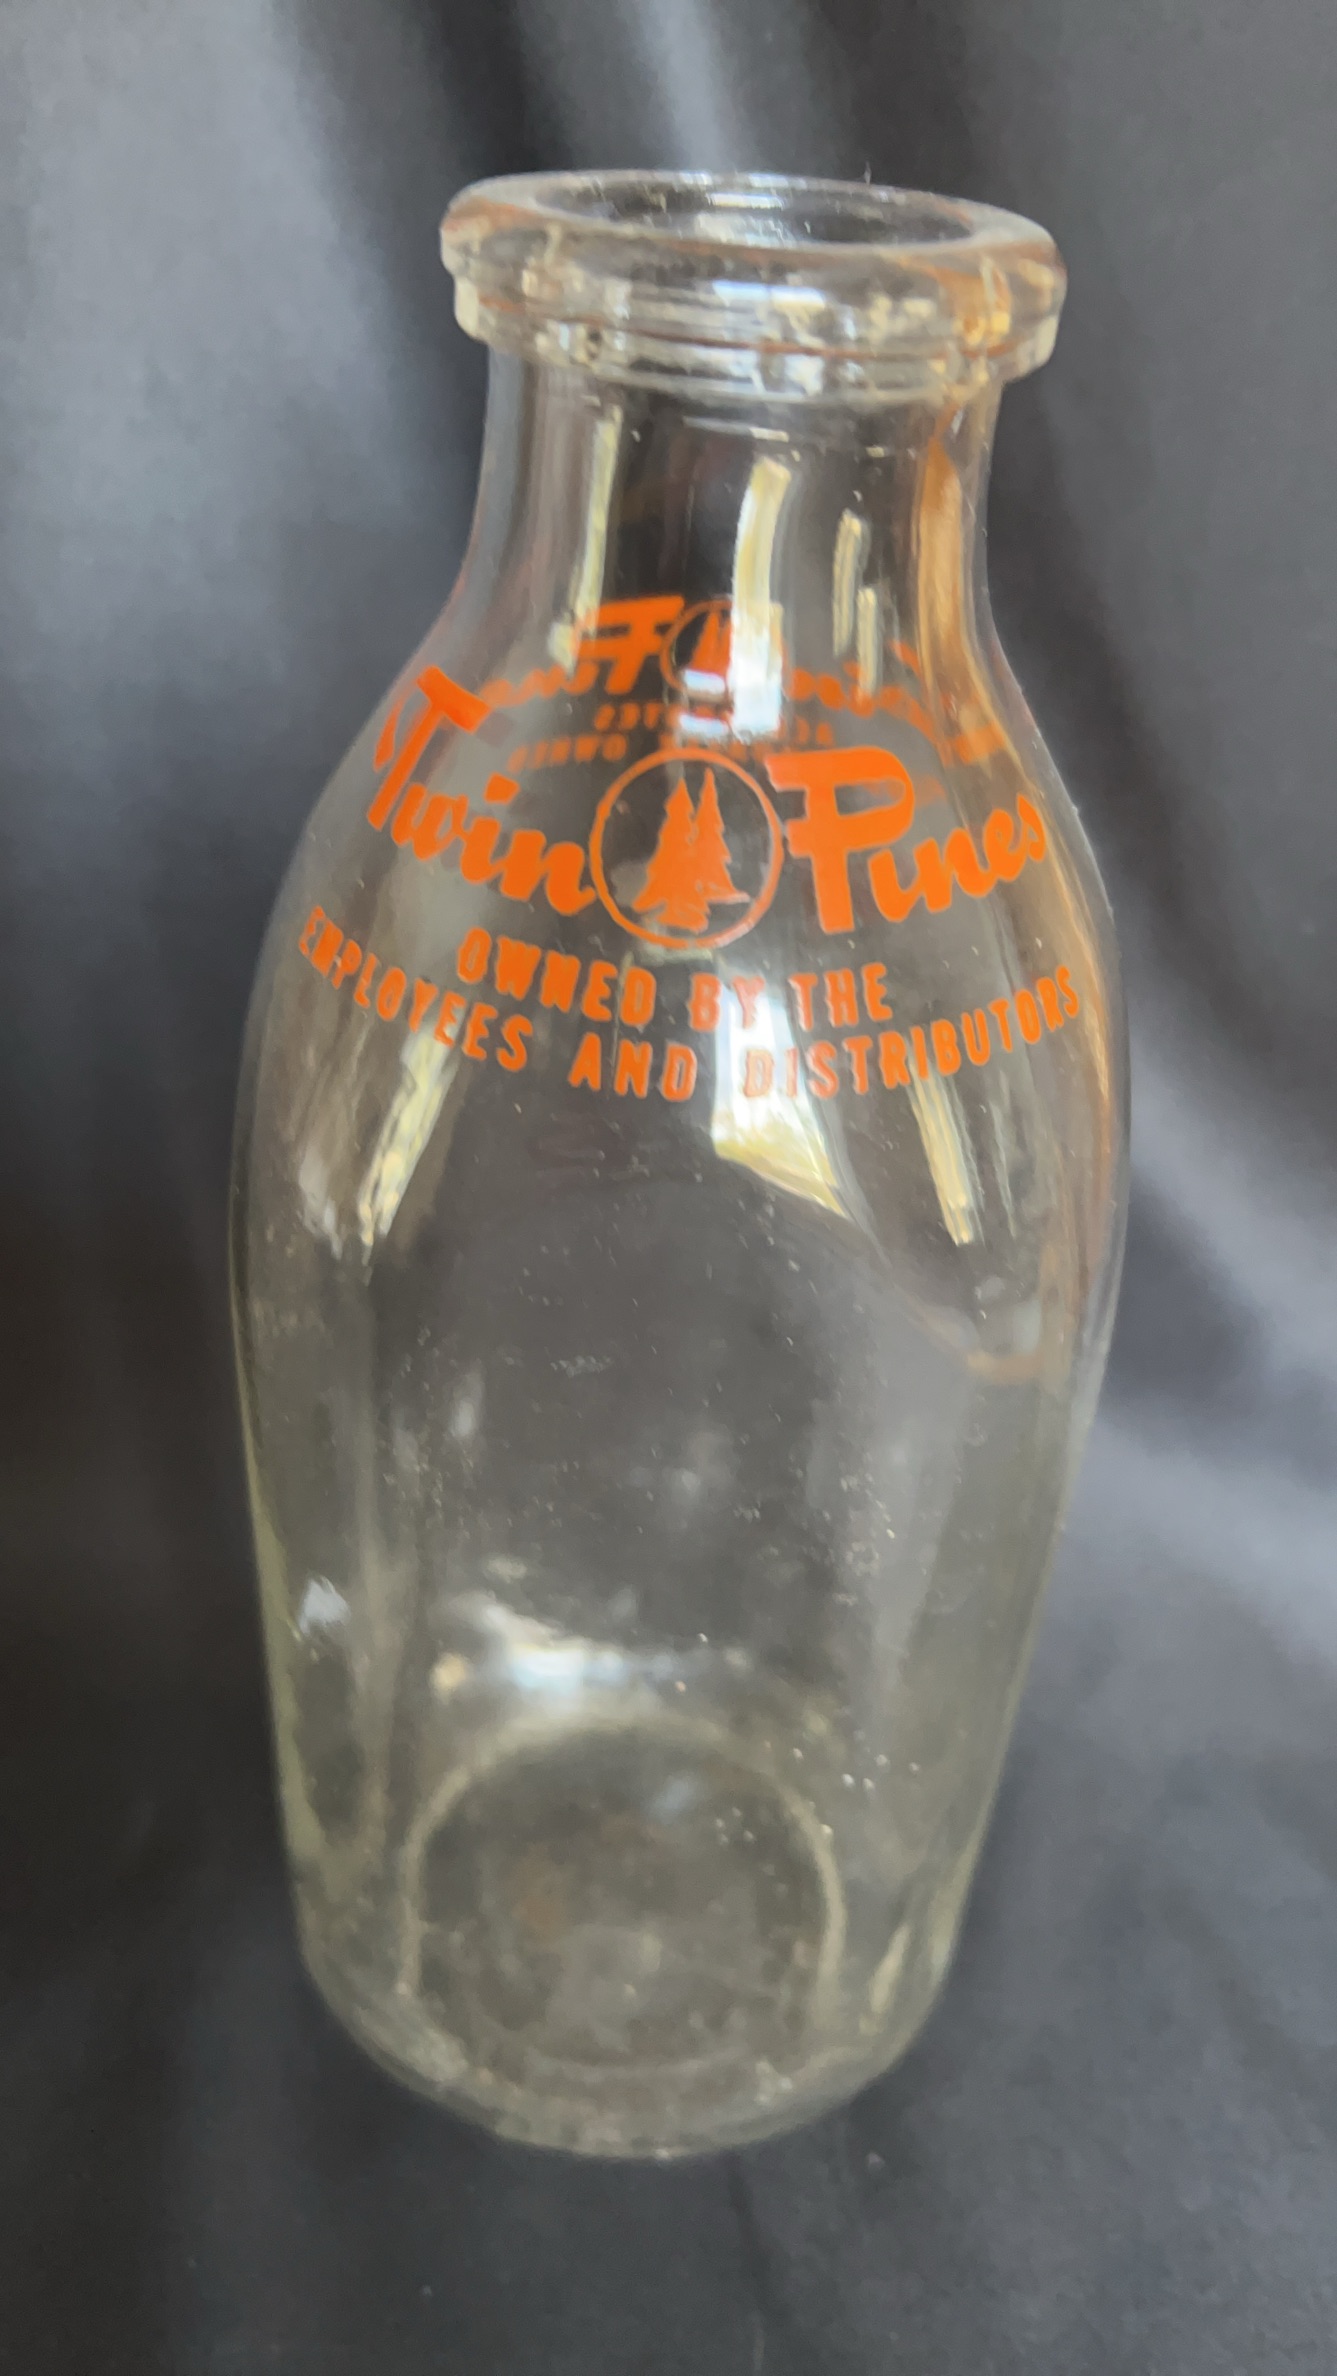 Twin Pines
OWNED BY THE
EMPLOYEES AND DISTRIBUTORS